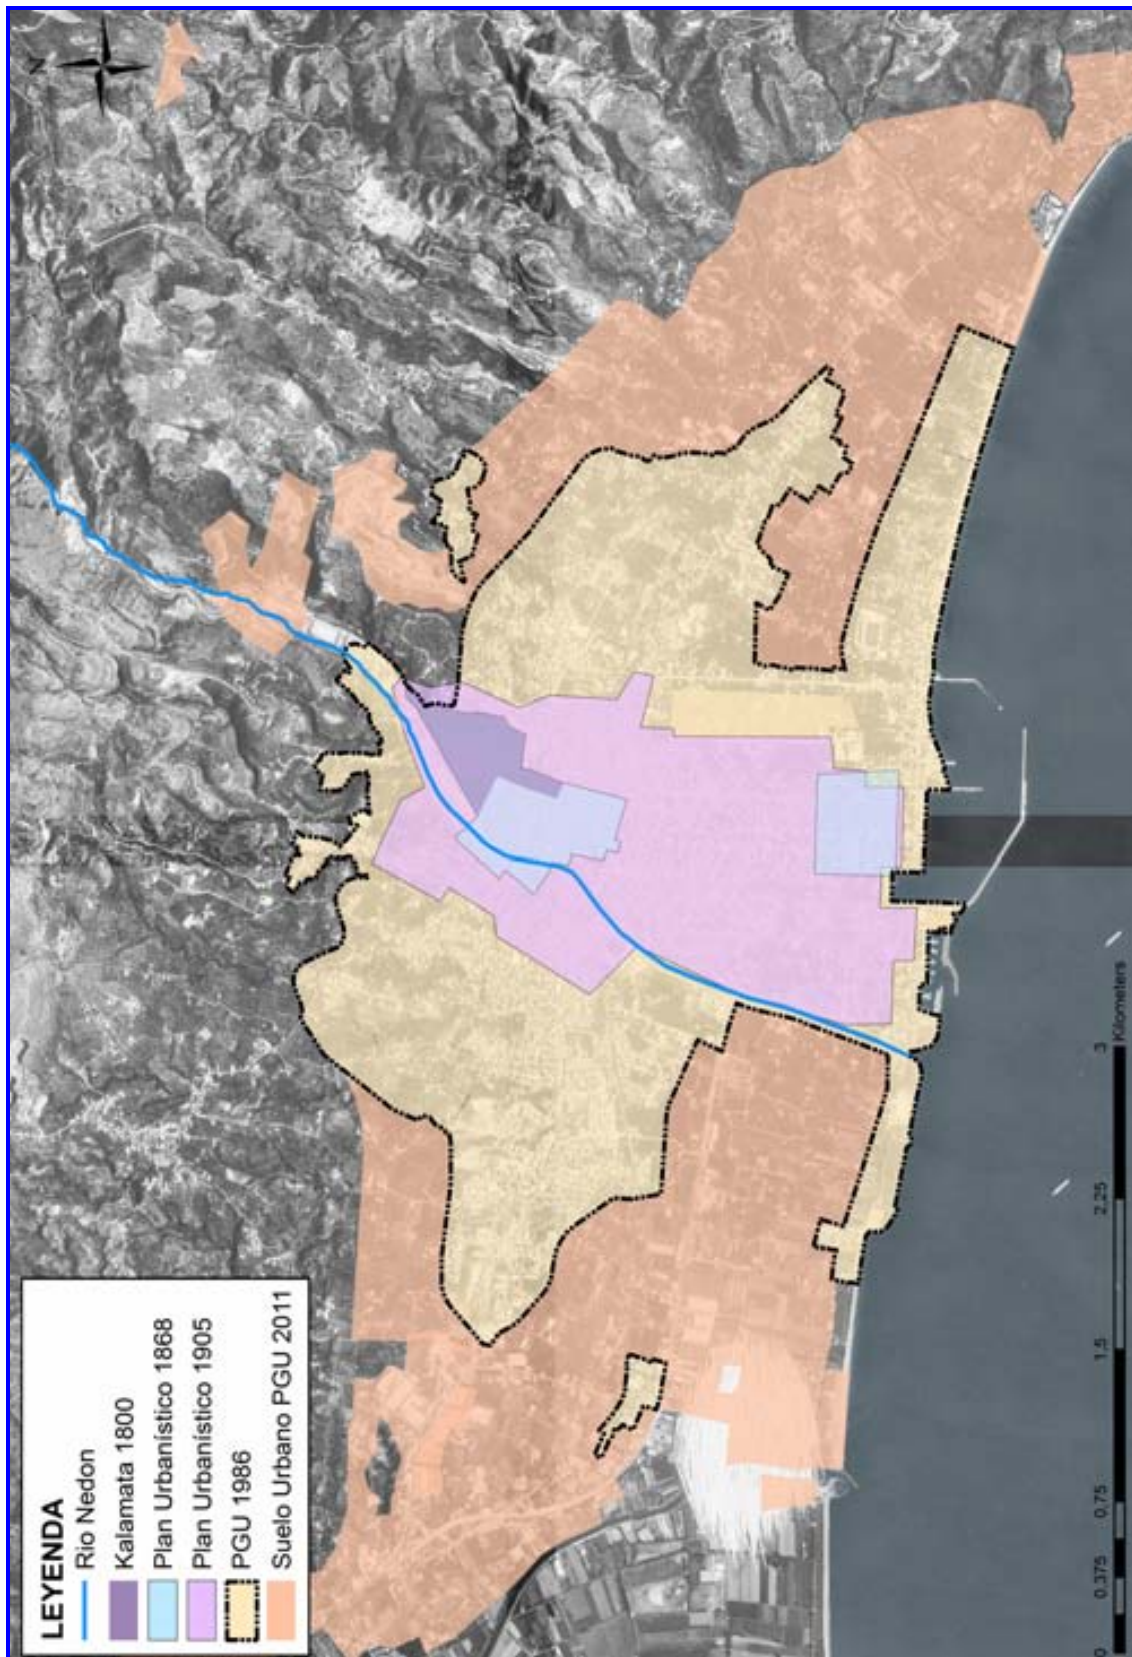 LEYENDA
Rio Nedon
Kalamata 1800
Plan Urbanístico 1868
Plan Urbanístico 1905
PGU 1986
Suelo Urbano PGU 2011
0 0.375 0.75 1.5 2.25 3
Kilometers